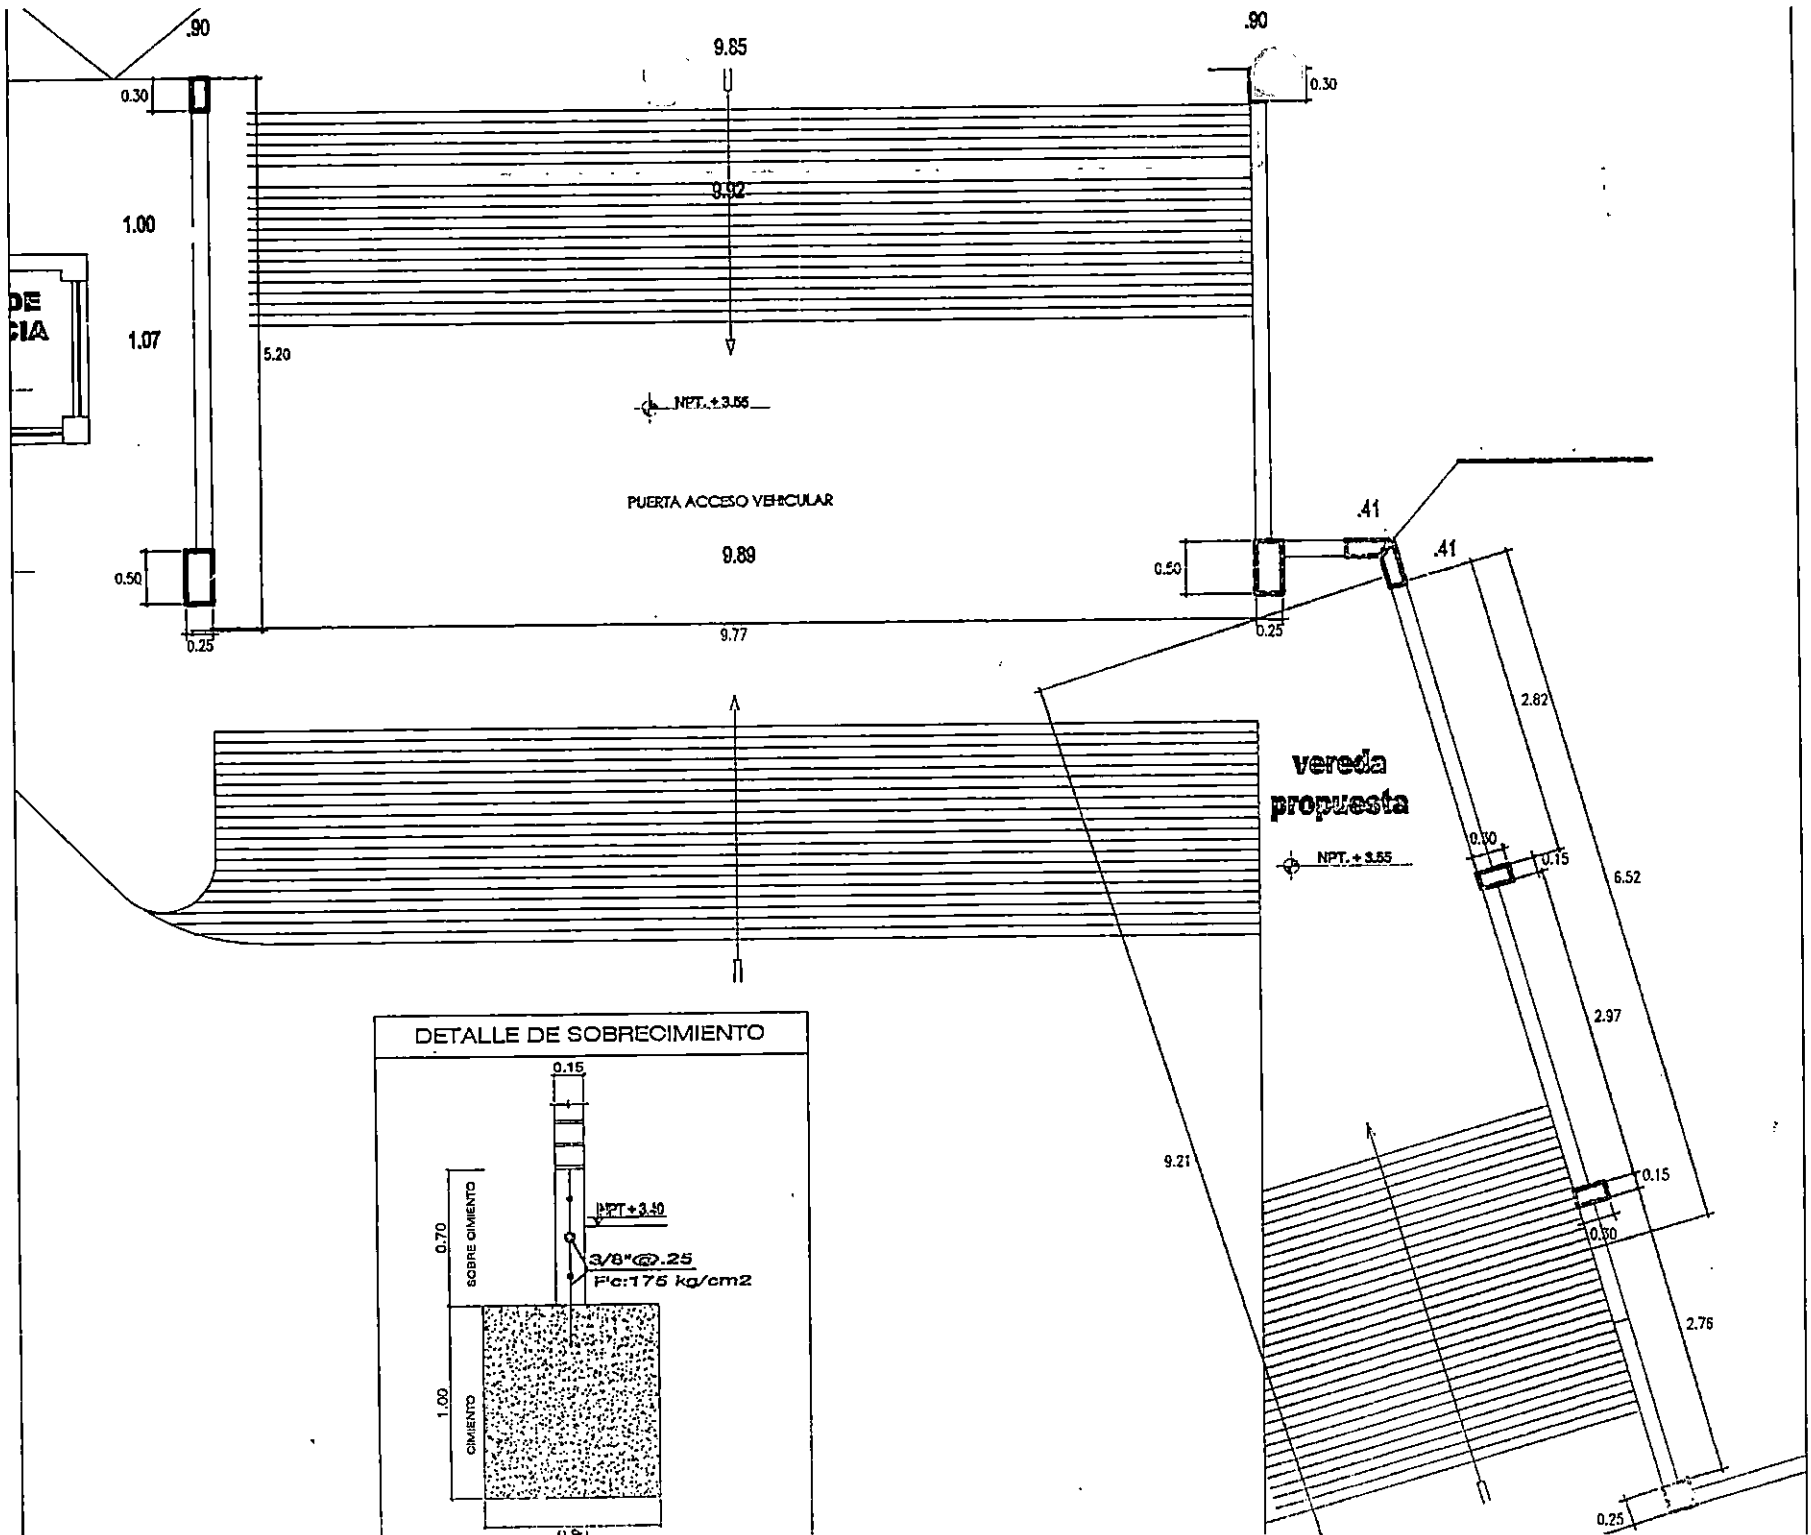 .90
9.85
.90
0.30
0.30
9.92
1.00
DE
CIA
1.07
5.20
NPT. + 3.55
PUERTA ACCESO VEHICULAR
9.89
.41
.41
0.50
0.50
0.25
9.77
0.25
2.82
vereda
propuesta
0.30
0.15
NPT. + 3.55
6.52
2.97
DETALLE DE SOBRECIMIENTO
0.15
9.21
0.15
0.30
0.70
SOBRE CIMIENTO
NPT + 3.40
3/8"@.25
F'c:175 kg/cm2
2.76
1.00
CIMIENTO
0.25